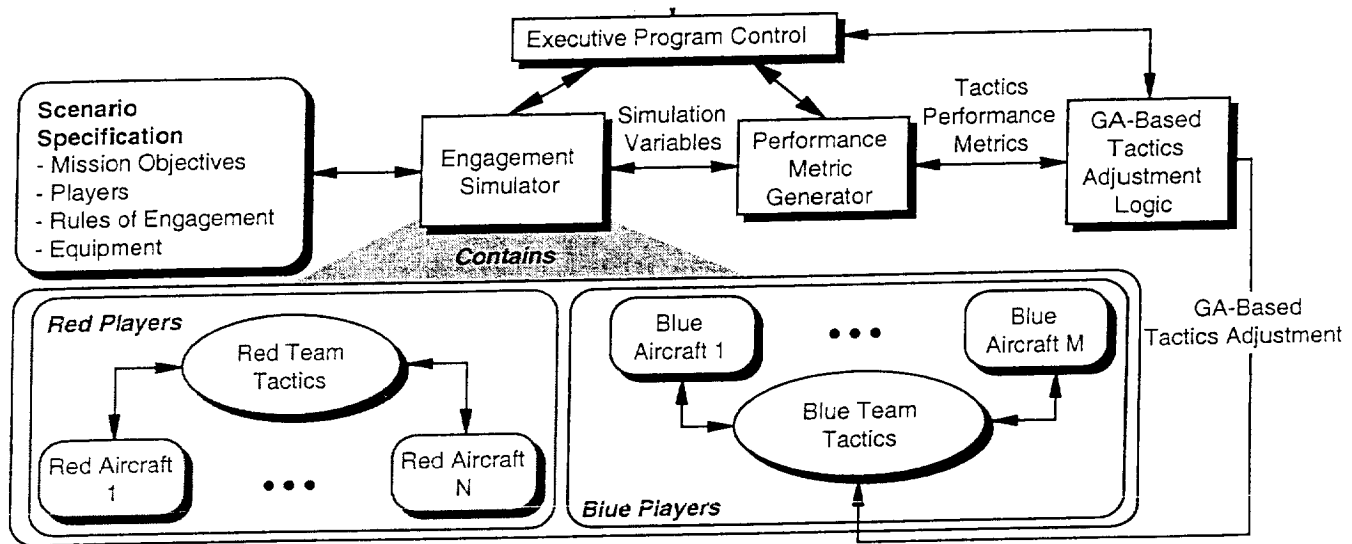 Executive Program Control
Scenario
Specification
- Mission Objectives
- Players
- Rules of Engagement
- Equipment
Engagement
Simulator
Simulation
Variables
Performance
Metric
Generator
Tactics
Performance
Metrics
GA-Based
Tactics
Adjustment
Logic
Contains
Red Players
Red Team
Tactics
Red Aircraft
1
•••
Red Aircraft
N
Blue
Aircraft 1
•••
Blue
Aircraft M
Blue Team
Tactics
Blue Players
GA-Based
Tactics Adjustment